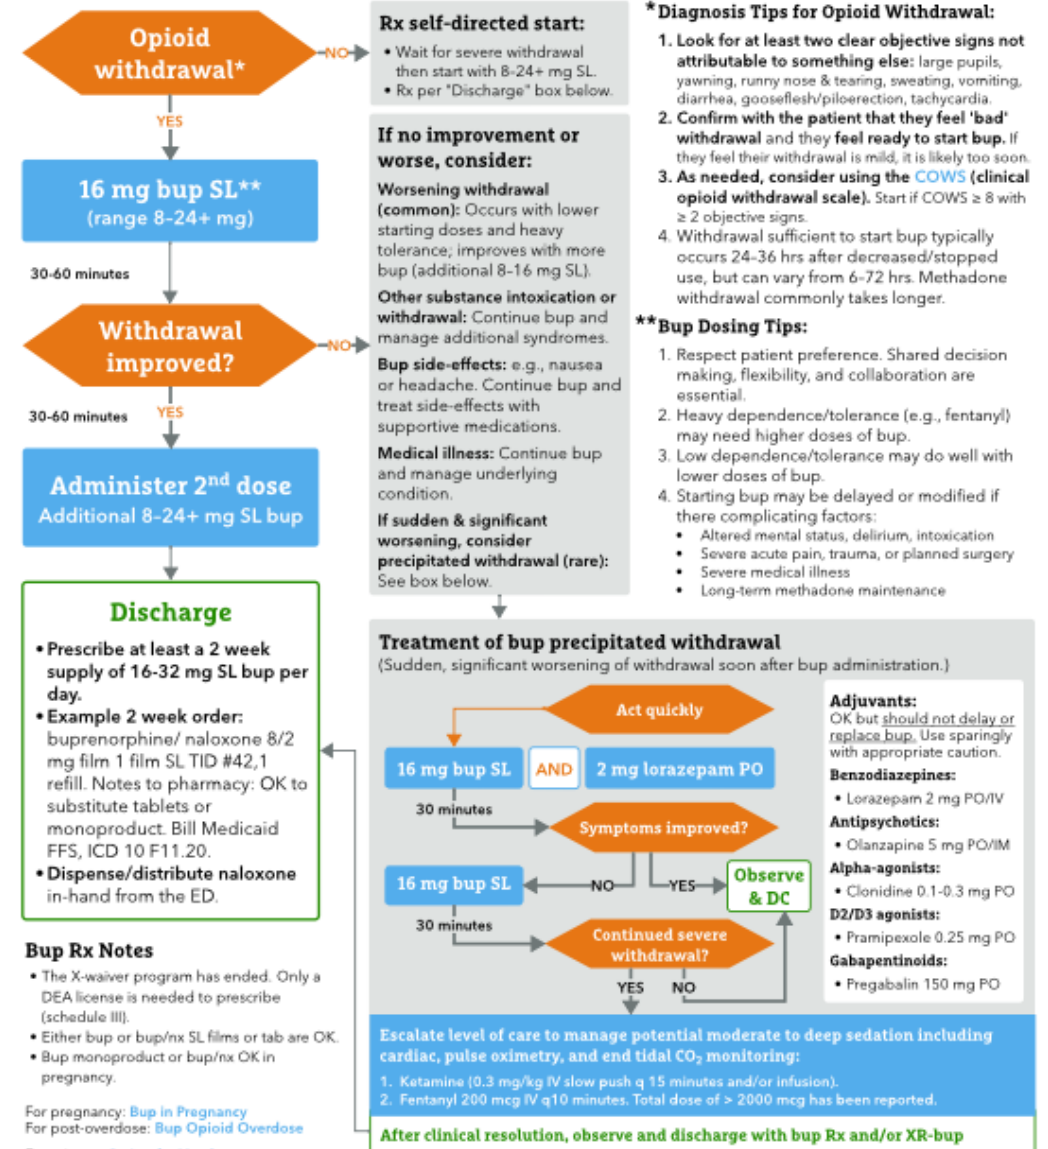 Opioid
withdrawal*
NO
YES
16 mg bup SL**
(range 8–24+ mg)
30-60 minutes
Withdrawal
improved?
NO
30-60 minutes
YES
Administer 2nd dose
Additional 8–24+ mg SL bup
Discharge
• Prescribe at least a 2 week
supply of 16-32 mg SL bup per
day.
• Example 2 week order:
buprenorphine/ naloxone 8/2
mg film 1 film SL TID #42,1
refill. Notes to pharmacy: OK to
substitute tablets or
monoproduct. Bill Medicaid
FFS, ICD 10 F11.20.
• Dispense/distribute naloxone
in-hand from the ED.
Bup Rx Notes
• The X-waiver program has ended. Only a
DEA license is needed to prescribe
(schedule III).
• Either bup or bup/nx SL films or tab are OK.
• Bup monoproduct or bup/nx OK in
pregnancy.
For pregnancy: Bup in Pregnancy
For post-overdose: Bup Opioid Overdose
Rx self-directed start:
• Wait for severe withdrawal
then start with 8–24+ mg SL.
• Rx per "Discharge" box below.
If no improvement or
worse, consider:
Worsening withdrawal
(common): Occurs with lower
starting doses and heavy
tolerance; improves with more
bup (additional 8–16 mg SL).
Other substance intoxication or
withdrawal: Continue bup and
manage additional syndromes.
Bup side-effects: e.g., nausea
or headache. Continue bup and
treat side-effects with
supportive medications.
Medical illness: Continue bup
and manage underlying
condition.
If sudden & significant
worsening, consider
precipitated withdrawal (rare):
See box below.
*Diagnosis Tips for Opioid Withdrawal:
1. Look for at least two clear objective signs not
attributable to something else: large pupils,
yawning, runny nose & tearing, sweating, vomiting,
diarrhea, gooseflesh/piloerection, tachycardia.
2. Confirm with the patient that they feel 'bad'
withdrawal and they feel ready to start bup. If
they feel their withdrawal is mild, it is likely too soon.
3. As needed, consider using the COWS (clinical
opioid withdrawal scale). Start if COWS ≥ 8 with
≥ 2 objective signs.
4. Withdrawal sufficient to start bup typically
occurs 24–36 hrs after decreased/stopped
use, but can vary from 6–72 hrs. Methadone
withdrawal commonly takes longer.
**Bup Dosing Tips:
1. Respect patient preference. Shared decision
making, flexibility, and collaboration are
essential.
2. Heavy dependence/tolerance (e.g., fentanyl)
may need higher doses of bup.
3. Low dependence/tolerance may do well with
lower doses of bup.
4. Starting bup may be delayed or modified if
there complicating factors:
• Altered mental status, delirium, intoxication
• Severe acute pain, trauma, or planned surgery
• Severe medical illness
• Long-term methadone maintenance
Treatment of bup precipitated withdrawal
(Sudden, significant worsening of withdrawal soon after bup administration.)
Act quickly
16 mg bup SL
AND
2 mg lorazepam PO
30 minutes
Symptoms improved?
16 mg bup SL
NO
YES
Observe
& DC
30 minutes
Continued severe
withdrawal?
YES
NO
Adjuvants:
OK but should not delay or
replace bup. Use sparingly
with appropriate caution.
Benzodiazepines:
• Lorazepam 2 mg PO/IV
Antipsychotics:
• Olanzapine 5 mg PO/IM
Alpha-agonists:
• Clonidine 0.1-0.3 mg PO
D2/D3 agonists:
• Pramipexole 0.25 mg PO
Gabapentinoids:
• Pregabalin 150 mg PO
Escalate level of care to manage potential moderate to deep sedation including
cardiac, pulse oximetry, and end tidal CO2 monitoring:
1. Ketamine (0.3 mg/kg IV slow push q 15 minutes and/or infusion).
2. Fentanyl 200 mcg IV q10 minutes. Total dose of > 2000 mcg has been reported.
After clinical resolution, observe and discharge with bup Rx and/or XR-bup